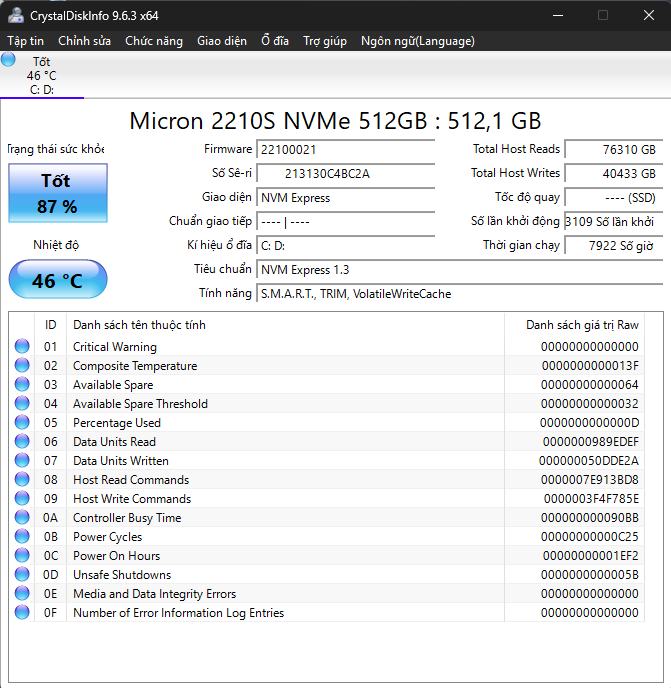 CrystalDiskInfo 9.6.3 x64
Tập tin Chỉnh sửa Chức năng Giao diện Ổ đĩa Trợ giúp Ngôn ngữ(Language)
Tốt
46 °C
C: D:
Micron 2210S NVMe 512GB : 512,1 GB
Trạng thái sức khỏe
Tốt
87 %
Nhiệt độ
46 °C
Firmware 22100021
Số Sê-ri 213130C4BC2A
Giao diện NVM Express
Chuẩn giao tiếp ---- | ----
Kí hiệu ổ đĩa C: D:
Tiêu chuẩn NVM Express 1.3
Tính năng S.M.A.R.T., TRIM, VolatileWriteCache
Total Host Reads 76310 GB
Total Host Writes 40433 GB
Tốc độ quay ---- (SSD)
Số lần khởi động 3109 Số lần khởi
Thời gian chạy 7922 Số giờ
ID Danh sách tên thuộc tính Danh sách giá trị Raw
01 Critical Warning 00000000000000
02 Composite Temperature 0000000000013F
03 Available Spare 00000000000064
04 Available Spare Threshold 00000000000032
05 Percentage Used 0000000000000D
06 Data Units Read 0000000989EDEF
07 Data Units Written 000000050DDE2A
08 Host Read Commands 0000007E913BD8
09 Host Write Commands 0000003F4F785E
0A Controller Busy Time 000000000090BB
0B Power Cycles 00000000000C25
0C Power On Hours 00000000001EF2
0D Unsafe Shutdowns 0000000000005B
0E Media and Data Integrity Errors 00000000000000
0F Number of Error Information Log Entries 00000000000000